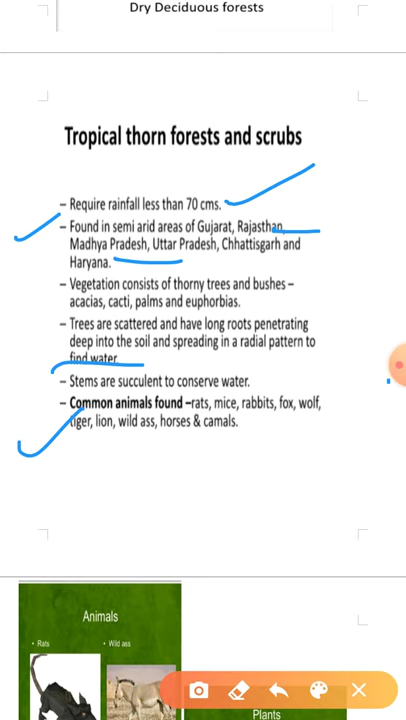 Dry Deciduous forests
Tropical thorn forests and scrubs
– Require rainfall less than 70 cms.
– Found in semi arid areas of Gujarat, Rajasthan,
Madhya Pradesh, Uttar Pradesh, Chhattisgarh and
Haryana.
– Vegetation consists of thorny trees and bushes –
acacias, cacti, palms and euphorbias.
– Trees are scattered and have long roots penetrating
deep into the soil and spreading in a radial pattern to
find water.
– Stems are succulent to conserve water.
– Common animals found –rats, mice, rabbits, fox, wolf,
tiger, lion, wild ass, horses & camals.
Animals
• Rats
• Wild ass
Plants